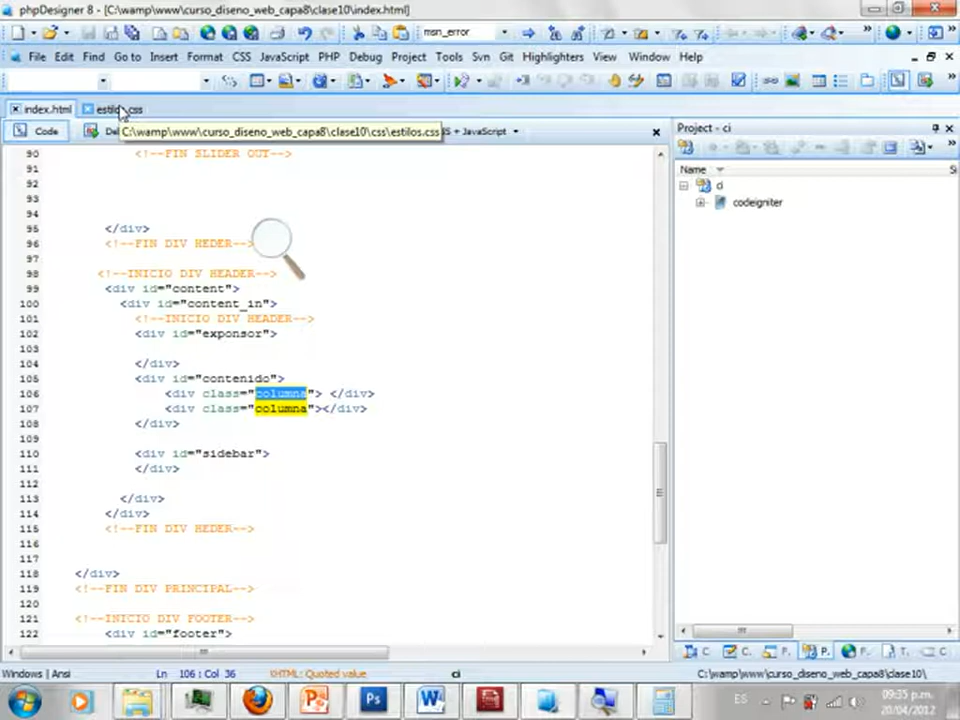 phpDesigner 8 - [C:\wamp\www\curso_diseno_web_capa8\clase10\index.html]
msn_error
File Edit Find Go to Insert Format CSS JavaScript PHP Debug Project Tools Svn Git Highlighters View Window Help
index.html estilos.css
Code De C:\wamp\www\curso_diseno_web_capa8\clase10\css\estilos.css S + JavaScript
Project - ci
Name
ci
codeigniter
90 <!--FIN SLIDER OUT-->
91
92
93
94
95 </div>
96 <!--FIN DIV HEDER-->
97
98 <!--INICIO DIV HEADER-->
99 <div id="content">
100 <div id="content_in">
101 <!--INICIO DIV HEADER-->
102 <div id="exponsor">
103
104 </div>
105 <div id="contenido">
106 <div class="columna"> </div>
107 <div class="columna"></div>
108 </div>
109
110 <div id="sidebar">
111 </div>
112
113 </div>
114 </div>
115 <!--FIN DIV HEDER-->
116
117
118 </div>
119 <!--FIN DIV PRINCIPAL-->
120
121 <!--INICIO DIV FOOTER-->
122 <div id="footer">
Windows | Ansi Ln 106 : Col 36 XHTML: Quoted value ci C:\wamp\www\curso_diseno_web_capa8\clase10\
ES 09:35 p.m.
20/04/2012